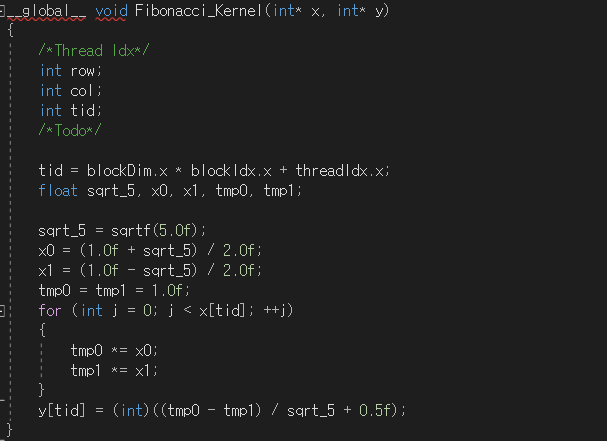 __global__ void Fibonacci_Kernel(int* x, int* y)
{
/*Thread Idx*/
int row;
int col;
int tid;
/*Todo*/
tid = blockDim.x * blockIdx.x + threadIdx.x;
float sqrt_5, x0, x1, tmp0, tmp1;
sqrt_5 = sqrtf(5.0f);
x0 = (1.0f + sqrt_5) / 2.0f;
x1 = (1.0f - sqrt_5) / 2.0f;
tmp0 = tmp1 = 1.0f;
for (int j = 0; j < x[tid]; ++j)
{
tmp0 *= x0;
tmp1 *= x1;
}
y[tid] = (int)((tmp0 - tmp1) / sqrt_5 + 0.5f);
}